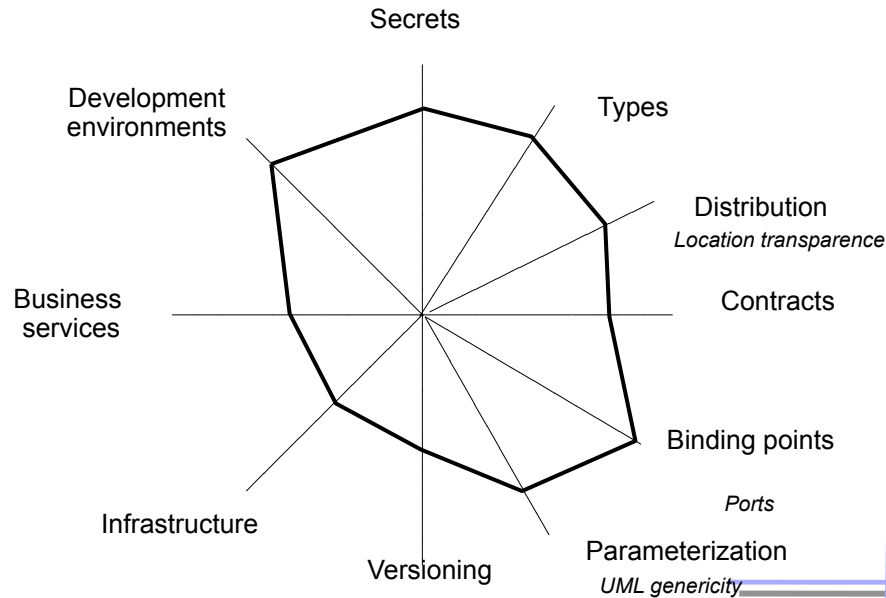 Secrets
Development
environments
Types
Distribution
Location transparence
Business
services
Contracts
Binding points
Ports
Infrastructure
Versioning
Parameterization
UML genericity